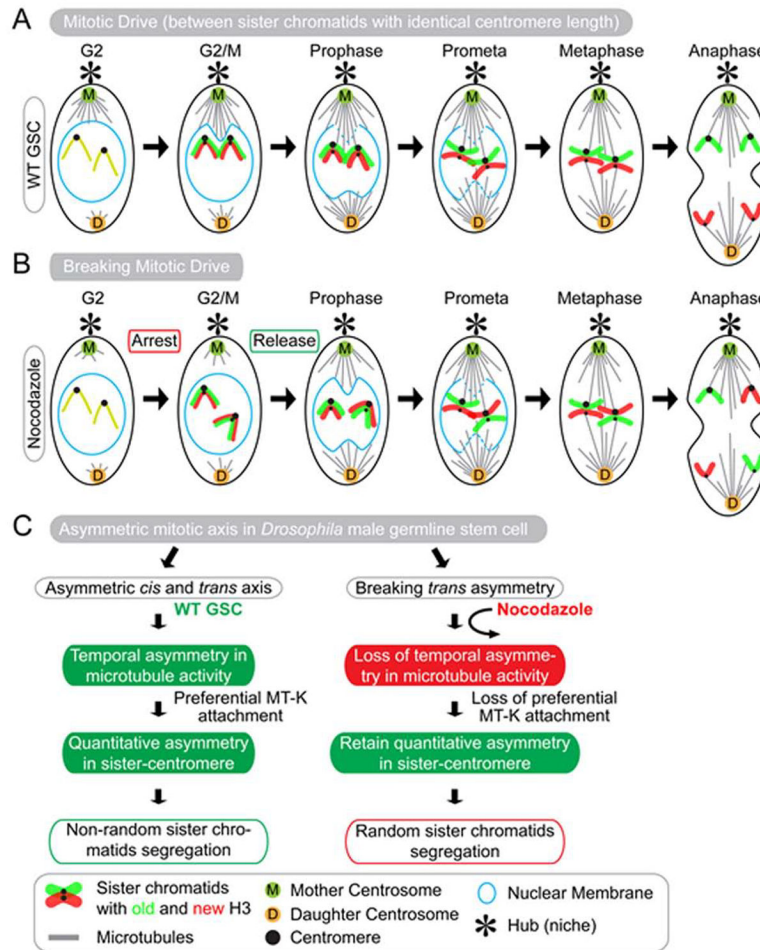 A
Mitotic Drive (between sister chromatids with identical centromere length)
G2 G2/M Prophase Prometa Metaphase Anaphase
WT GSC
M M M M M M
D D D D D
B
Breaking Mitotic Drive
G2 G2/M Prophase Prometa Metaphase Anaphase
Arrest Release
Nocodazole
M M M M M M
D D D D D D
C
Asymmetric mitotic axis in Drosophila male germline stem cell
Asymmetric cis and trans axis
Breaking trans asymmetry
WT GSC
Nocodazole
Temporal asymmetry in
microtubule activity
Loss of temporal asymme-
try in microtubule activity
Preferential MT-K
attachment
Loss of preferential
MT-K attachment
Quantitative asymmetry
in sister-centromere
Retain quantitative asymmetry
in sister-centromere
Non-random sister chro-
matids segregation
Random sister chromatids
segregation
Sister chromatids
with old and new H3
Microtubules
M Mother Centrosome
D Daughter Centrosome
Centromere
Nuclear Membrane
Hub (niche)